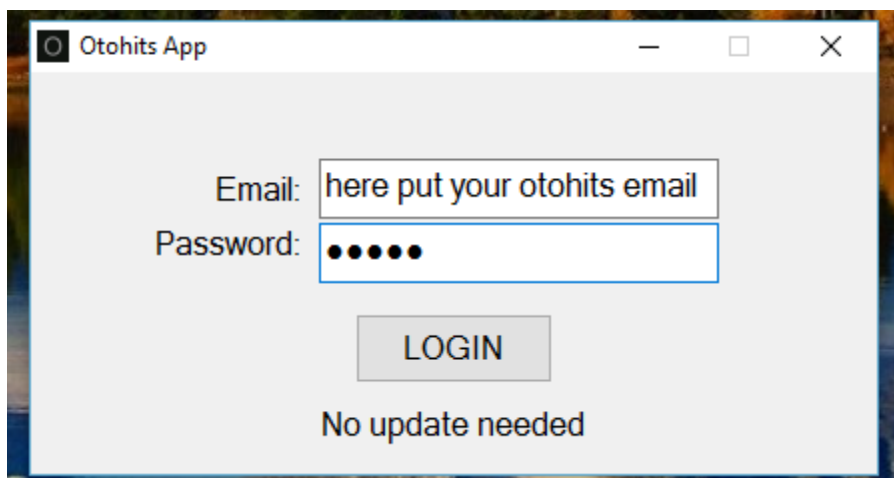 O Otohits App
Email: here put your otohits email
Password: •••••
LOGIN
No update needed